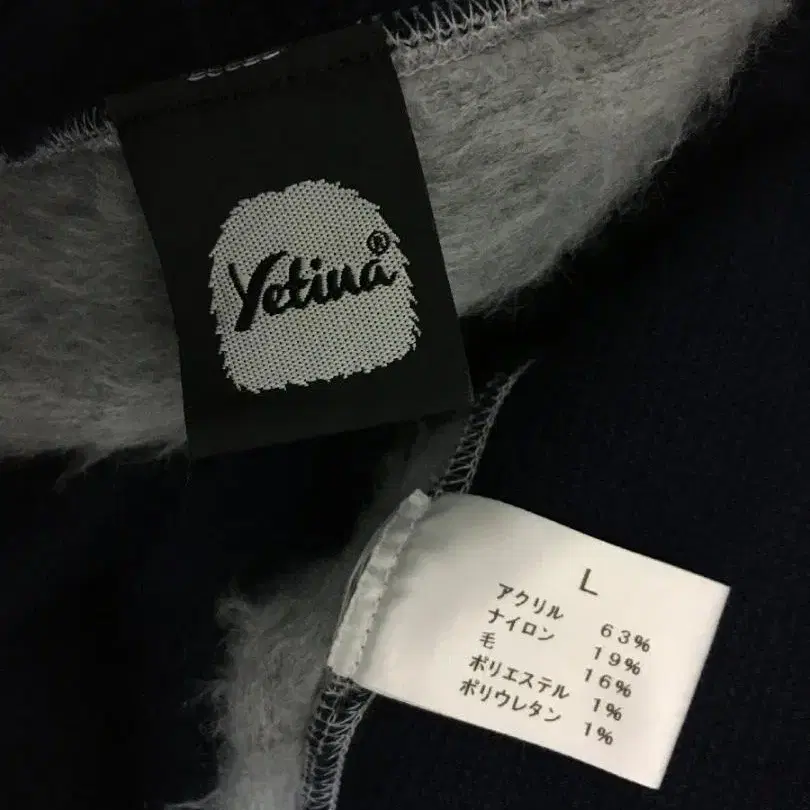 Yetina®
L
アクリル 63%
ナイロン 19%
毛 16%
ポリエステル 1%
ポリウレタン 1%